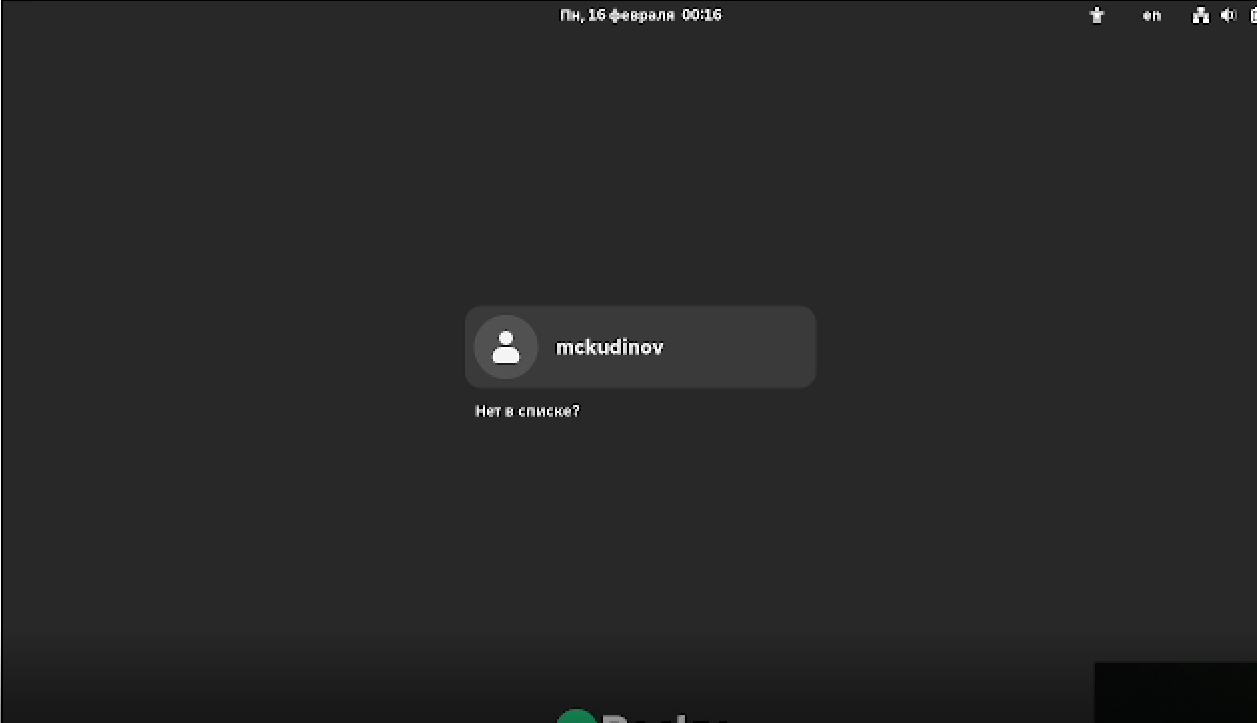 Пн, 16 февраля 00:16
en
mckudinov
Нет в списке?